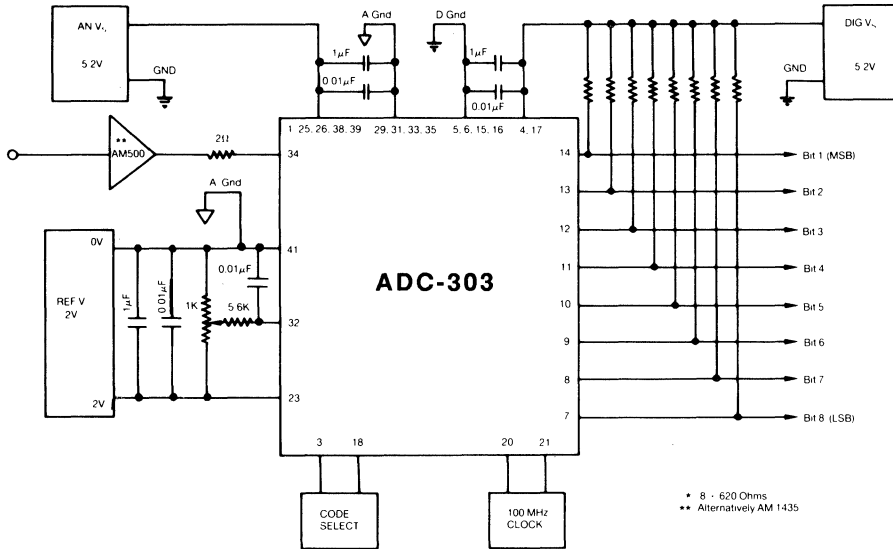 AN V
5 2V
GND
A Gnd
1μF
0.01μF
D Gnd
1μF
0.01μF
DIG V
5 2V
GND
1 25, 26, 38, 39
29, 31, 33, 35
5, 6, 15, 16
4, 17
**
AM500
2Ω
34
A Gnd
REF V
2V
0V
2V
1μF
0 01μF
1K
5 6K
0.01μF
41
32
23
ADC-303
14
Bit 1 (MSB)
13
Bit 2
12
Bit 3
11
Bit 4
10
Bit 5
9
Bit 6
8
Bit 7
7
Bit 8 (LSB)
3
18
20
21
CODE
SELECT
100 MHz
CLOCK
* 8 - 620 Ohms
** Alternatively AM 1435